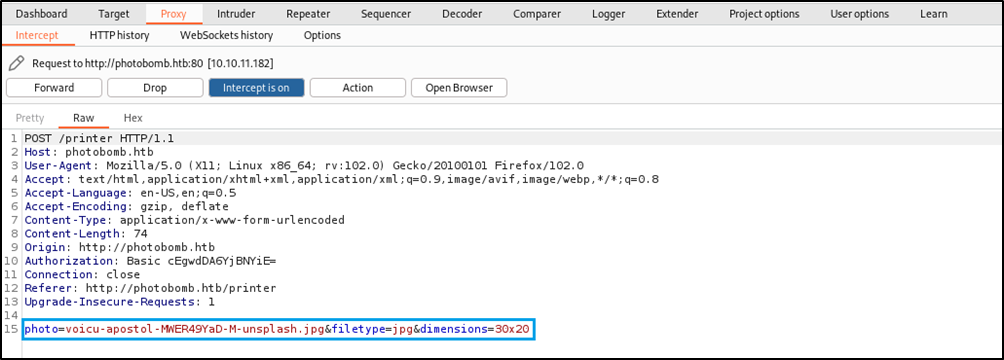 Dashboard Target Proxy Intruder Repeater Sequencer Decoder Comparer Logger Extender Project options User options Learn
Intercept HTTP history WebSockets history Options
Request to http://photobomb.htb:80 [10.10.11.182]
Forward Drop Intercept is on Action Open Browser
Pretty Raw Hex
1 POST /printer HTTP/1.1
2 Host: photobomb.htb
3 User-Agent: Mozilla/5.0 (X11; Linux x86_64; rv:102.0) Gecko/20100101 Firefox/102.0
4 Accept: text/html,application/xhtml+xml,application/xml;q=0.9,image/avif,image/webp,*/*;q=0.8
5 Accept-Language: en-US,en;q=0.5
6 Accept-Encoding: gzip, deflate
7 Content-Type: application/x-www-form-urlencoded
8 Content-Length: 74
9 Origin: http://photobomb.htb
10 Authorization: Basic cEgwdDA6YjBNYiE=
11 Connection: close
12 Referer: http://photobomb.htb/printer
13 Upgrade-Insecure-Requests: 1
14
15 photo=voicu-apostol-MWER49YaD-M-unsplash.jpg&filetype=jpg&dimensions=30x20